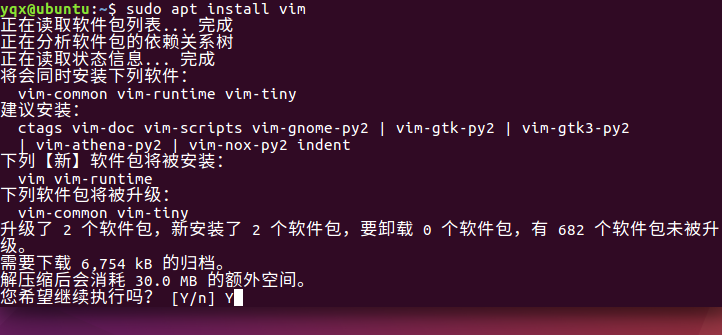 yqx@ubuntu:~$ sudo apt install vim
正在读取软件包列表... 完成
正在分析软件包的依赖关系树
正在读取状态信息... 完成
将会同时安装下列软件：
  vim-common vim-runtime vim-tiny
建议安装：
  ctags vim-doc vim-scripts vim-gnome-py2 | vim-gtk-py2 | vim-gtk3-py2
  | vim-athena-py2 | vim-nox-py2 indent
下列【新】软件包将被安装：
  vim vim-runtime
下列软件包将被升级：
  vim-common vim-tiny
升级了 2 个软件包，新安装了 2 个软件包，要卸载 0 个软件包，有 682 个软件包未被升
级。
需要下载 6,754 kB 的归档。
解压缩后会消耗 30.0 MB 的额外空间。
您希望继续执行吗？ [Y/n] Y